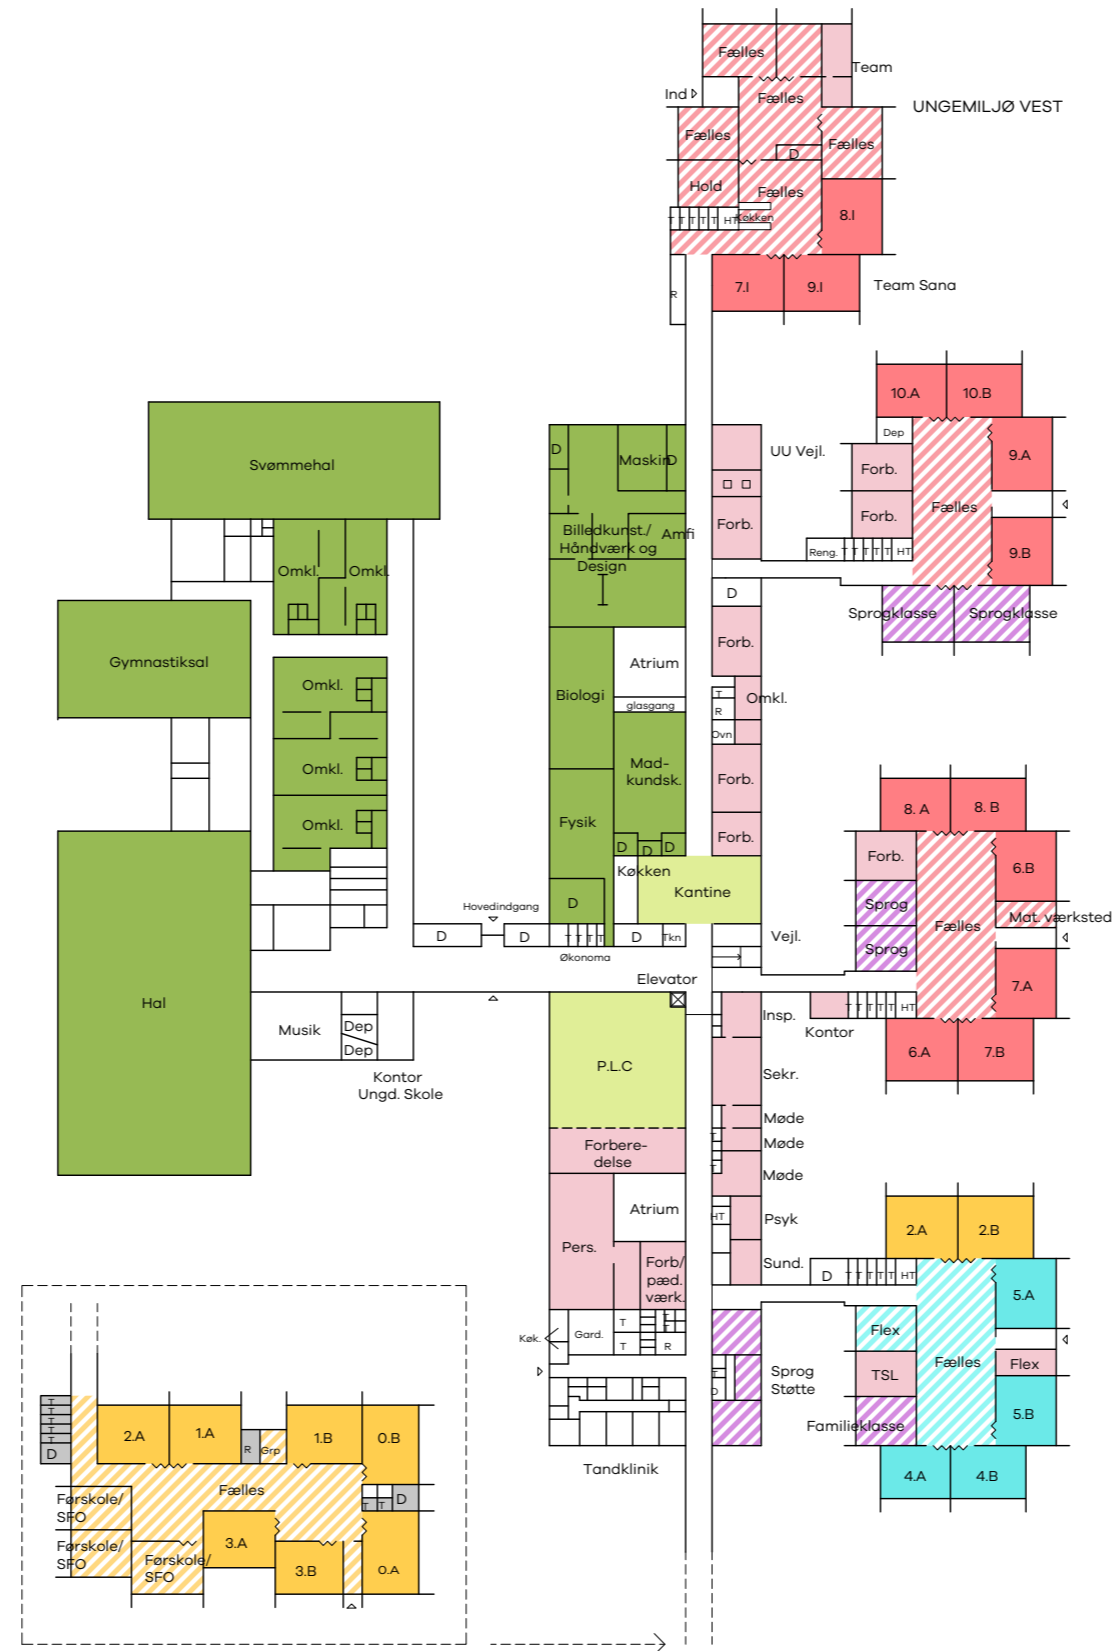 Fælles
Team
Ind
Fælles
UNGEMILJØ VEST
Fælles
Fælles
D
Hold
Fælles
8.I
T T T T T HT
Køkken
7.I
9.I
Team Sana
R
10.A
10.B
Dep
9.A
Forb.
Fælles
Forb.
Reng.
T T T T T HT
9.B
Sprogklasse
Sprogklasse
Svømmehal
D
Maskin
D
UU Vejl.
Billedkunst./
Håndværk og
Design
Amfi
Forb.
Omkl.
Omkl.
D
Gymnastiksal
Atrium
Forb.
Omkl.
Biologi
glasgang
T
R
Omkl.
Ovn
Omkl.
Mad-
kundsk.
Forb.
Omkl.
Fysik
Forb.
D
D
D
Køkken
Kantine
D
Hovedindgang
D
D
T T T T
D
Tkn
Vejl.
Økonoma
Elevator
8. A
8. B
Forb.
6.B
Sprog
Mat. værksted
Fælles
Sprog
7.A
T T T T T HT
Kontor
6.A
7.B
Hal
Musik
Dep
Dep
Kontor
Ungd. Skole
P.L.C
Insp.
Sekr.
Møde
T
Møde
T
Møde
Forbere-
delse
Atrium
HT
Psyk
Pers.
Forb/
pæd.
værk.
Sund.
2.A
2.B
D
T T T T T HT
5.A
Flex
Fælles
Flex
TSL
5.B
Familieklasse
4.A
4.B
Køk.
Gard.
T
T
T
T
T
R
Sprog
Støtte
T
D
Tandklinik
T
T
T
T
T
D
2.A
1.A
R
Grp
1.B
0.B
Fælles
T T
D
Førskole/
SFO
Førskole/
SFO
Førskole/
SFO
3.A
3.B
0.A